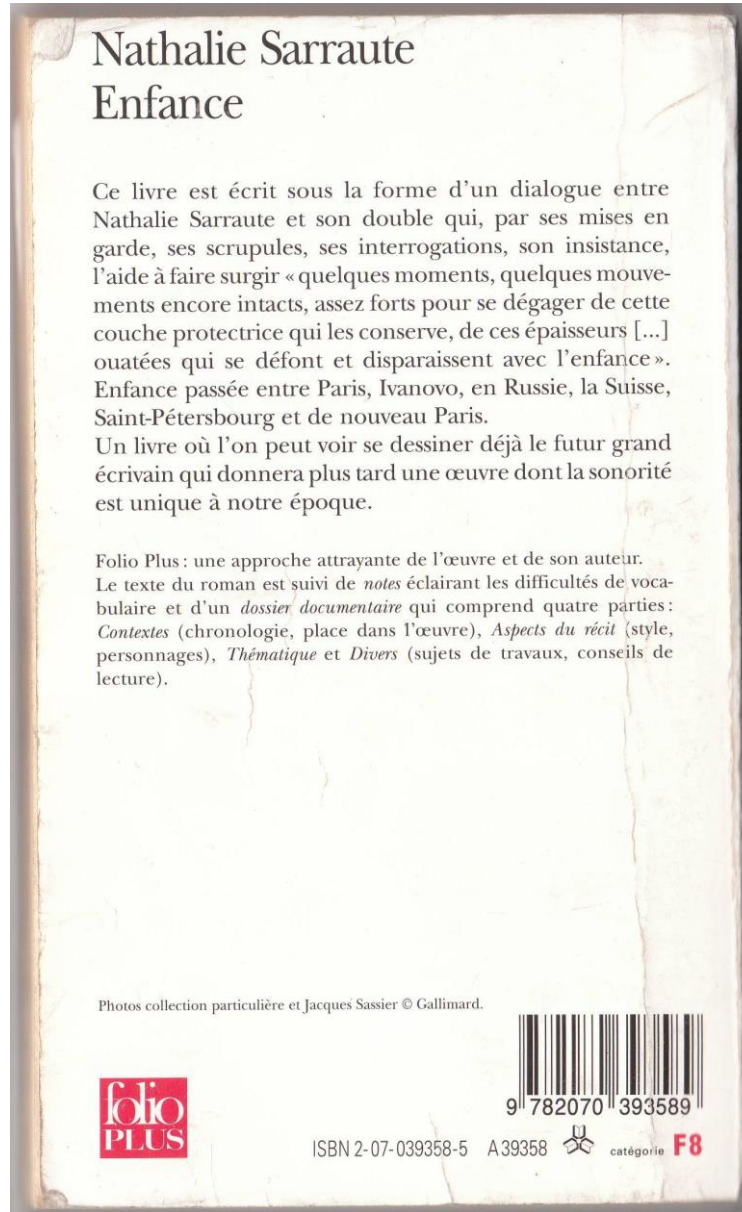 Nathalie Sarraute
Enfance
Ce livre est écrit sous la forme d'un dialogue entre
Nathalie Sarraute et son double qui, par ses mises en
garde, ses scrupules, ses interrogations, son insistance,
l'aide à faire surgir « quelques moments, quelques mouve-
ments encore intacts, assez forts pour se dégager de cette
couche protectrice qui les conserve, de ces épaisseurs [...]
ouatées qui se défont et disparaissent avec l'enfance ».
Enfance passée entre Paris, Ivanovo, en Russie, la Suisse,
Saint-Pétersbourg et de nouveau Paris.
Un livre où l'on peut voir se dessiner déjà le futur grand
écrivain qui donnera plus tard une œuvre dont la sonorité
est unique à notre époque.
Folio Plus : une approche attrayante de l'œuvre et de son auteur.
Le texte du roman est suivi de notes éclairant les difficultés de voca-
bulaire et d'un dossier documentaire qui comprend quatre parties :
Contextes (chronologie, place dans l'œuvre), Aspects du récit (style,
personnages), Thématique et Divers (sujets de travaux, conseils de
lecture).
Photos collection particulière et Jacques Sassier © Gallimard.
9 782070 393589
folio
PLUS
ISBN 2-07-039358-5 A 39358 catégorie F8